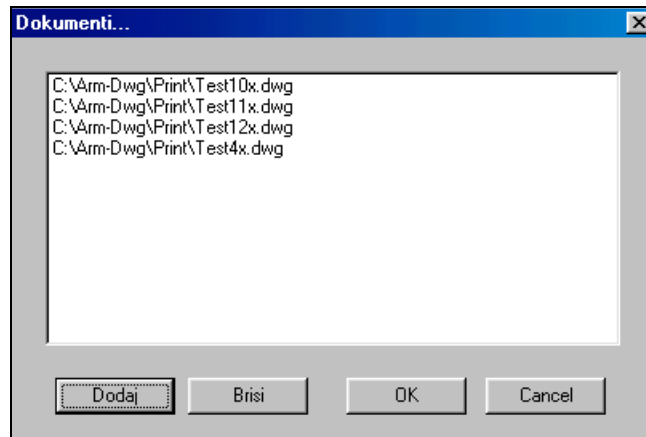 Dokumenti...
C:\Arm-Dwg\Print\Test10x.dwg
C:\Arm-Dwg\Print\Test11x.dwg
C:\Arm-Dwg\Print\Test12x.dwg
C:\Arm-Dwg\Print\Test4x.dwg
Dodaj Brisi OK Cancel